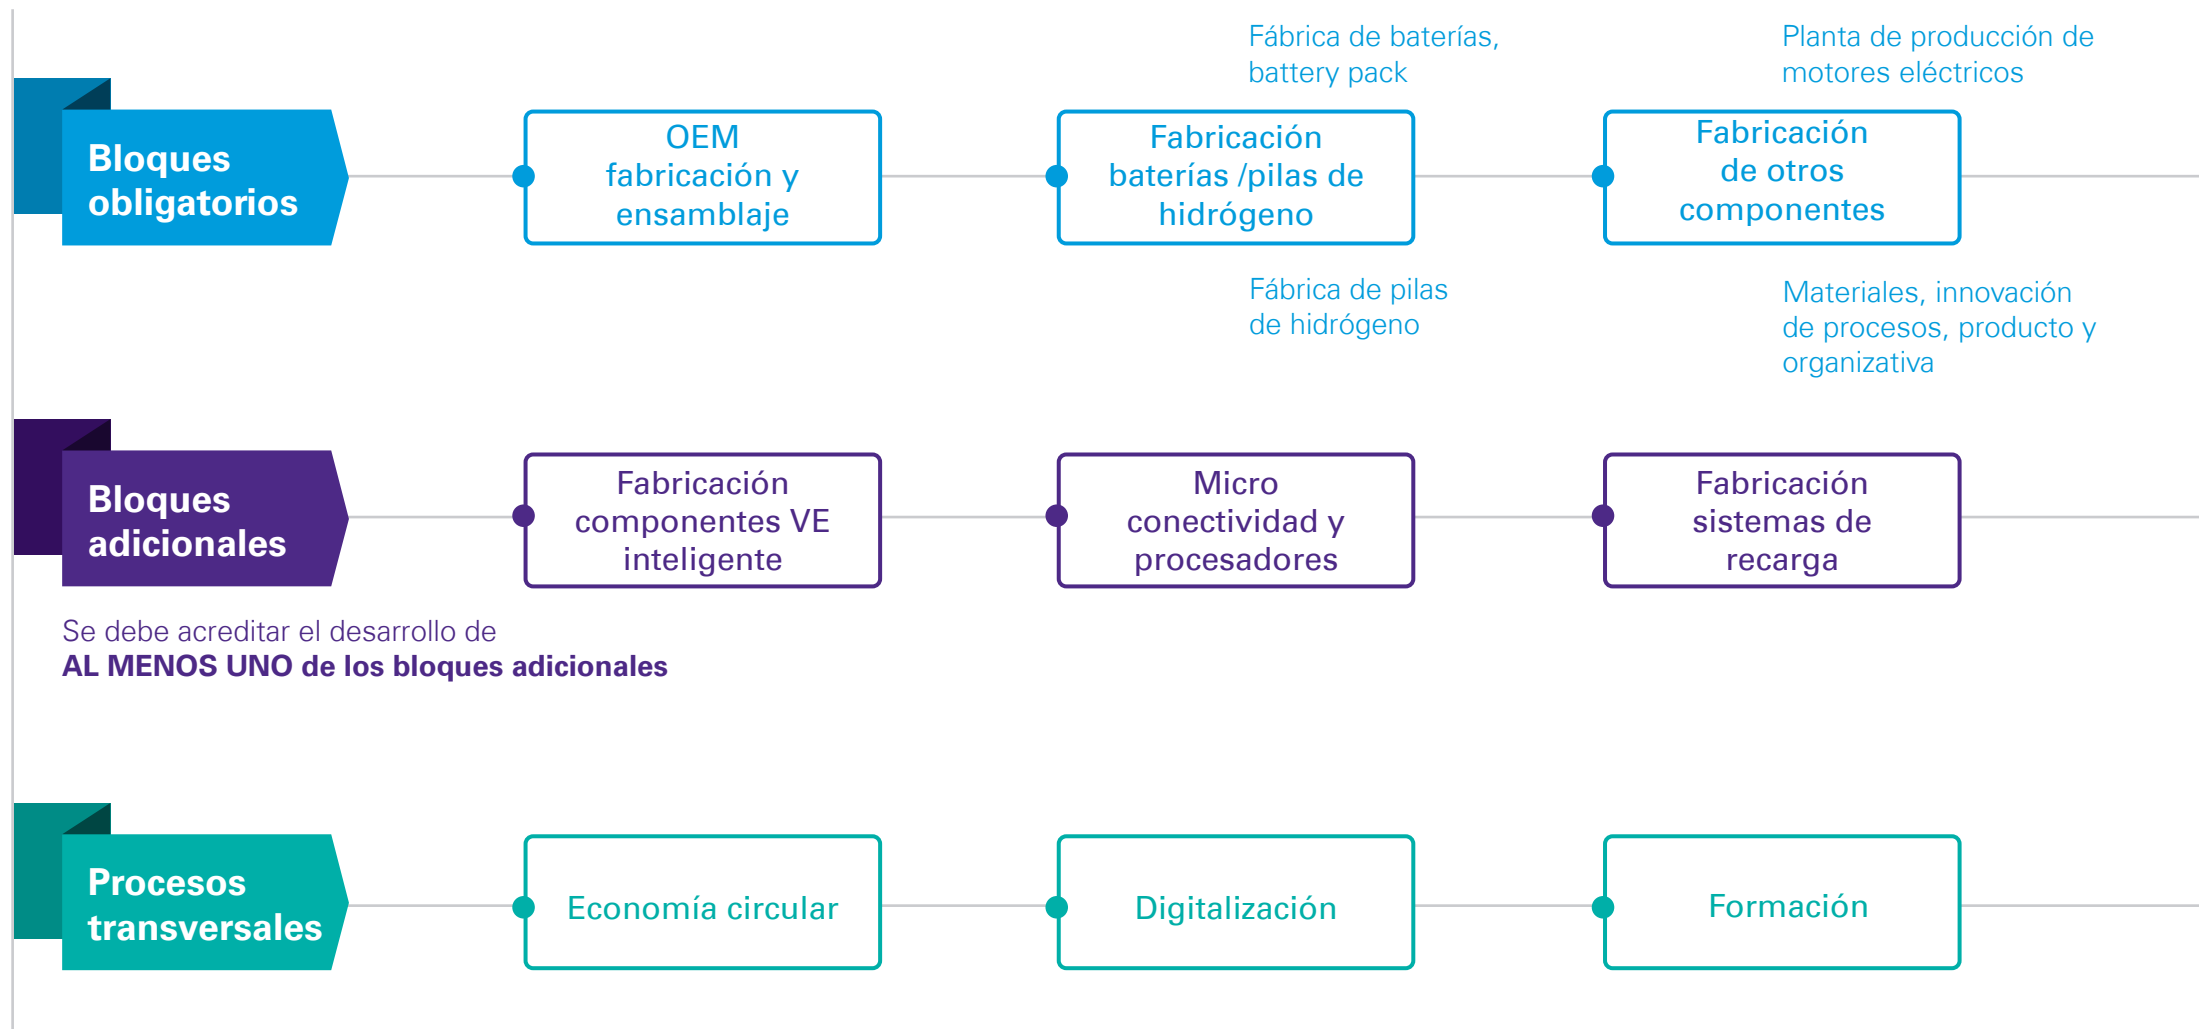 Fábrica de baterías,
battery pack
Planta de producción de
motores eléctricos
Bloques
obligatorios
OEM
fabricación y
ensamblaje
Fabricación
baterías /pilas de
hidrógeno
Fabricación
de otros
componentes
Fábrica de pilas
de hidrógeno
Materiales, innovación
de procesos, producto y
organizativa
Bloques
adicionales
Fabricación
componentes VE
inteligente
Micro
conectividad y
procesadores
Fabricación
sistemas de
recarga
Se debe acreditar el desarrollo de
AL MENOS UNO de los bloques adicionales
Procesos
transversales
Economía circular
Digitalización
Formación